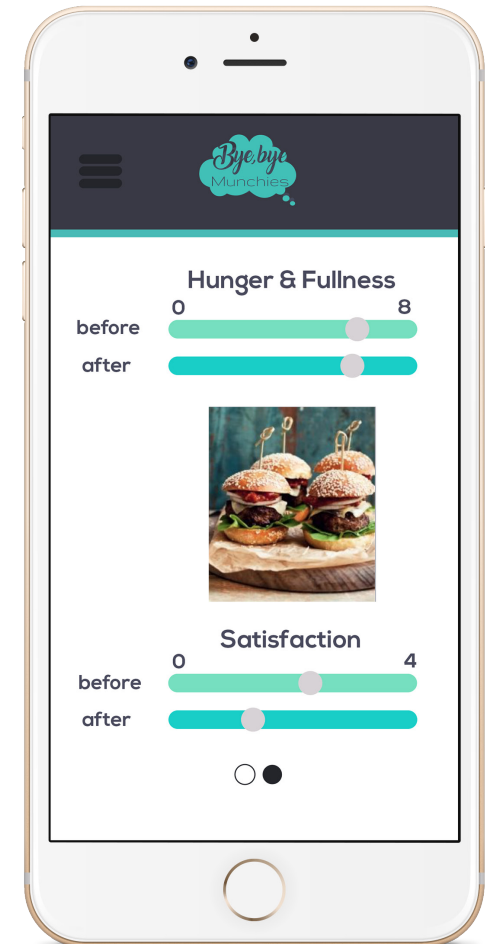 Bye,bye
Munchies
Hunger & Fullness
0 8
before
after
Satisfaction
0 4
before
after